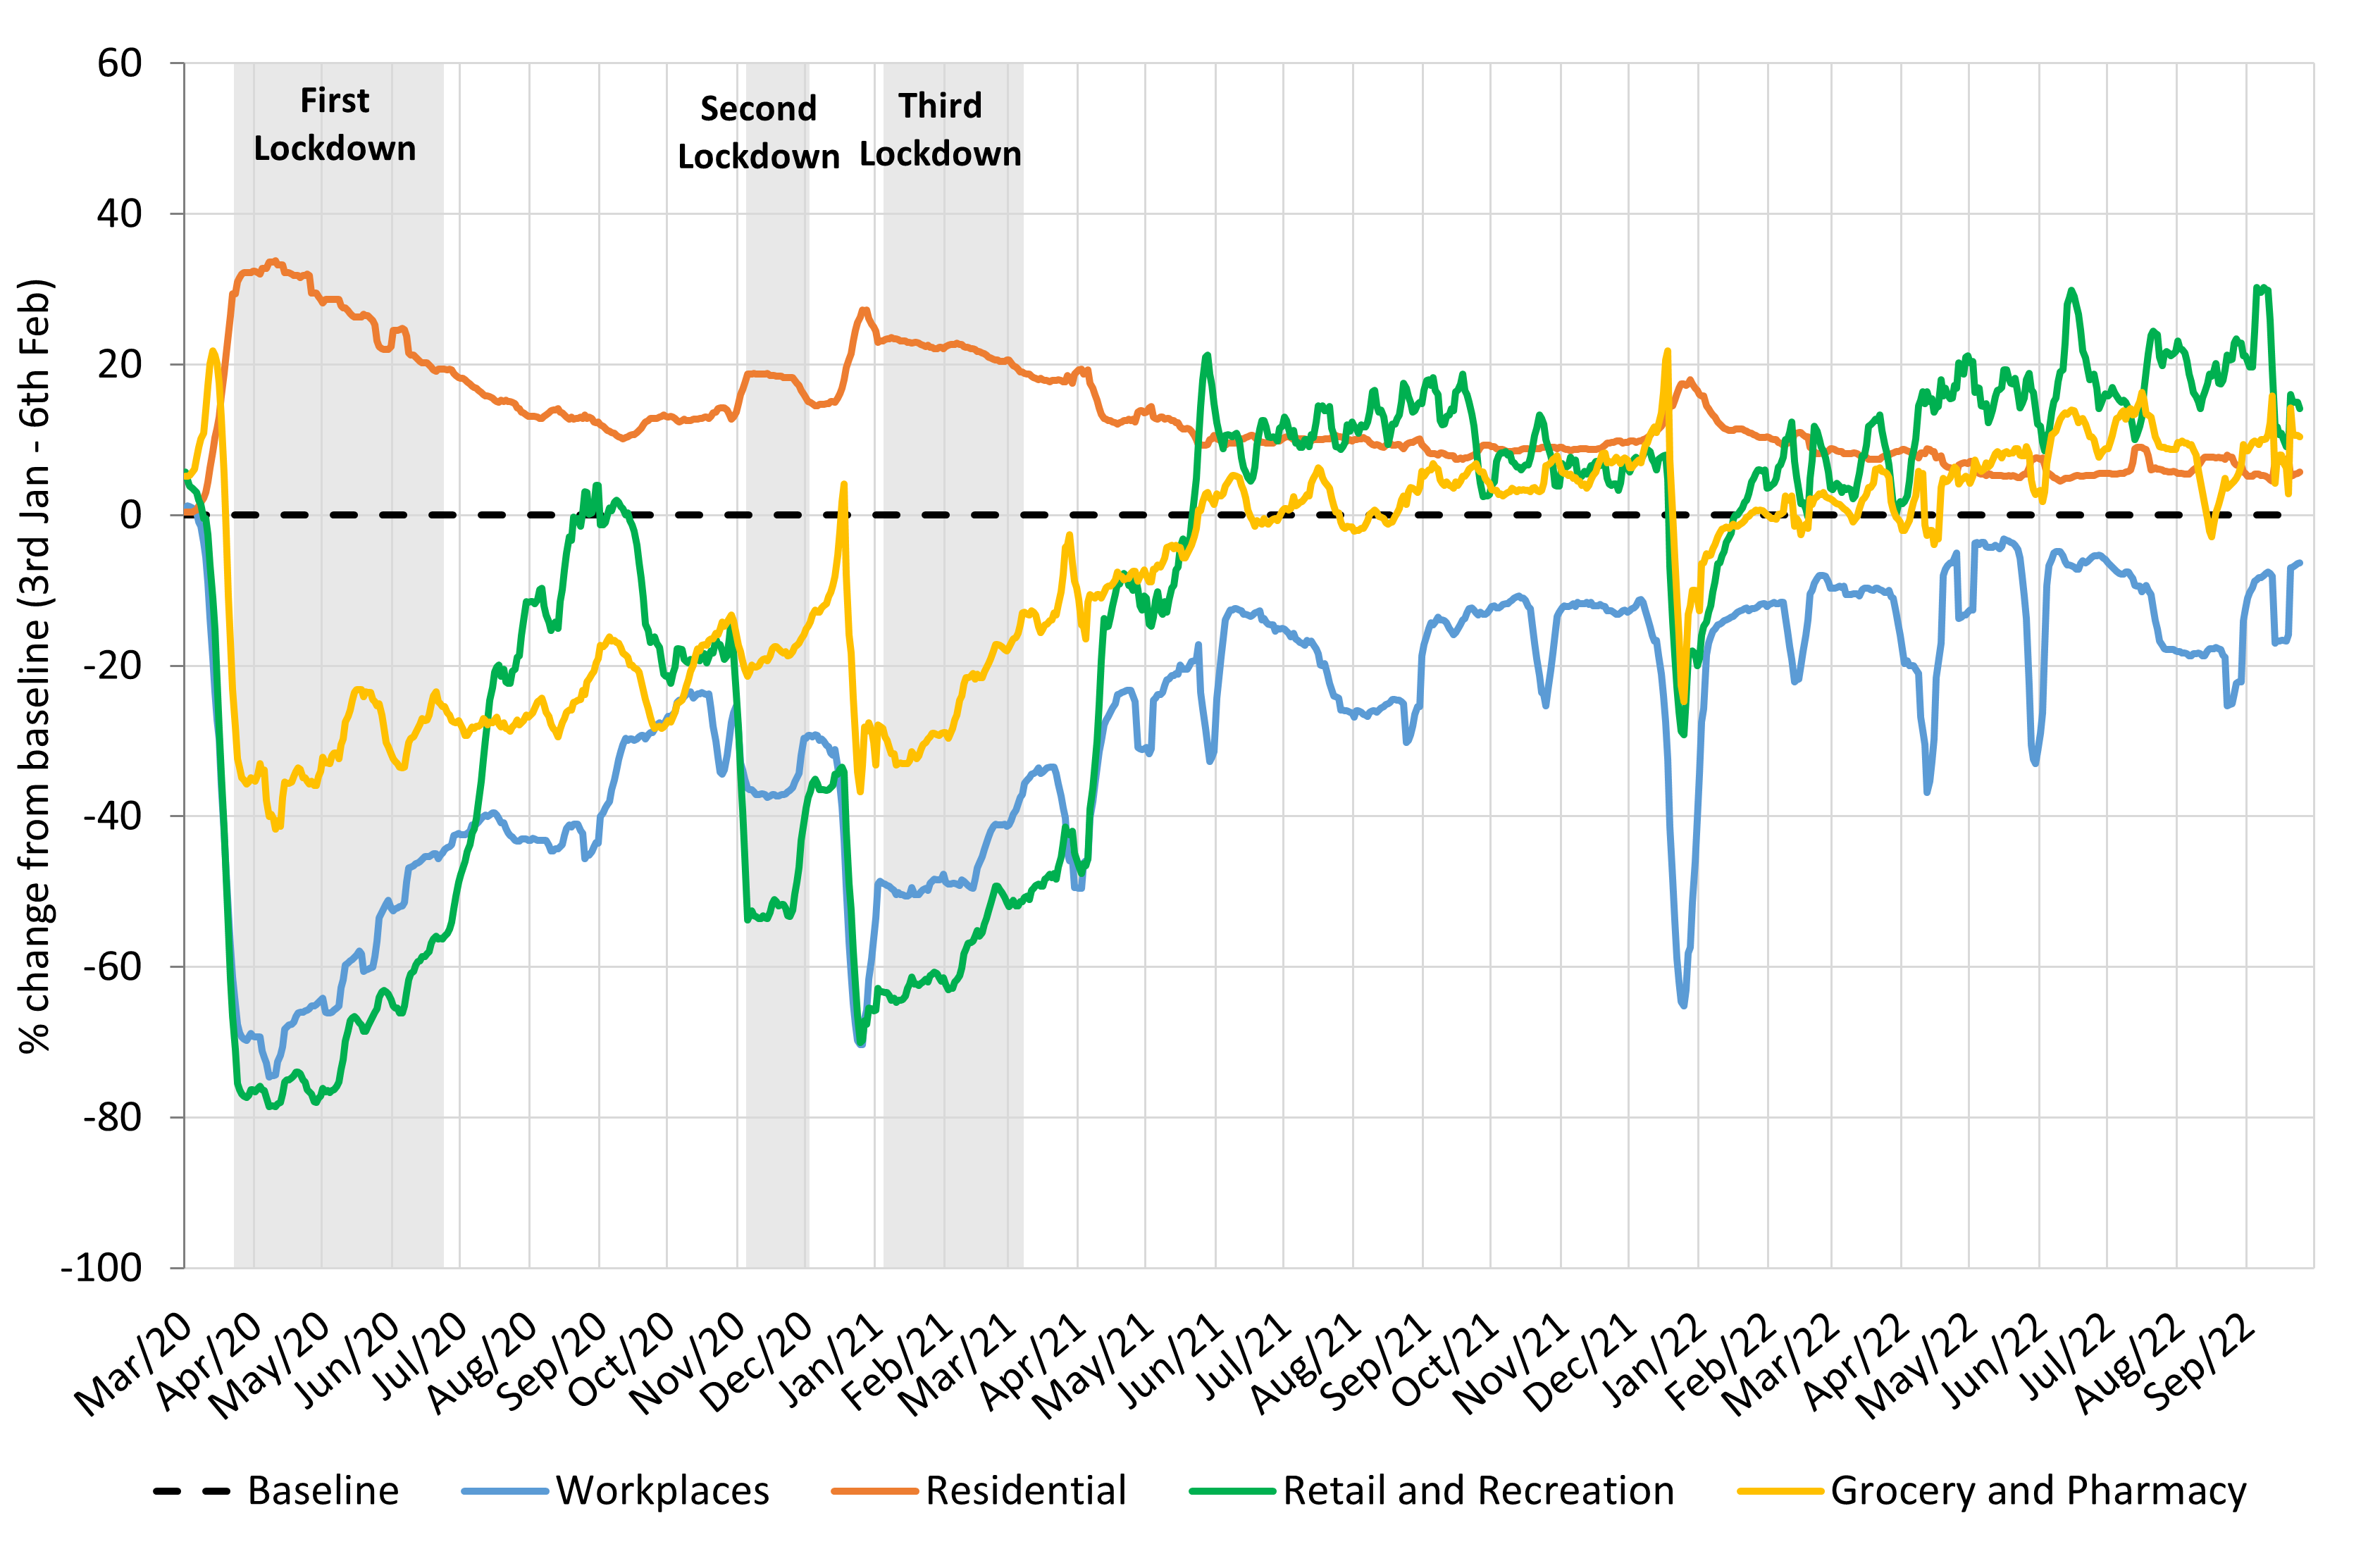 % change from baseline (3rd Jan - 6th Feb)
60
40
20
0
-20
-40
-60
-80
-100
First
Lockdown
Second
Lockdown
Third
Lockdown
Mar/20
Apr/20
May/20
Jun/20
Jul/20
Aug/20
Sep/20
Oct/20
Nov/20
Dec/20
Jan/21
Feb/21
Mar/21
Apr/21
May/21
Jun/21
Jul/21
Aug/21
Sep/21
Oct/21
Nov/21
Dec/21
Jan/22
Feb/22
Mar/22
Apr/22
May/22
Jun/22
Jul/22
Aug/22
Sep/22
Baseline
Workplaces
Residential
Retail and Recreation
Grocery and Pharmacy